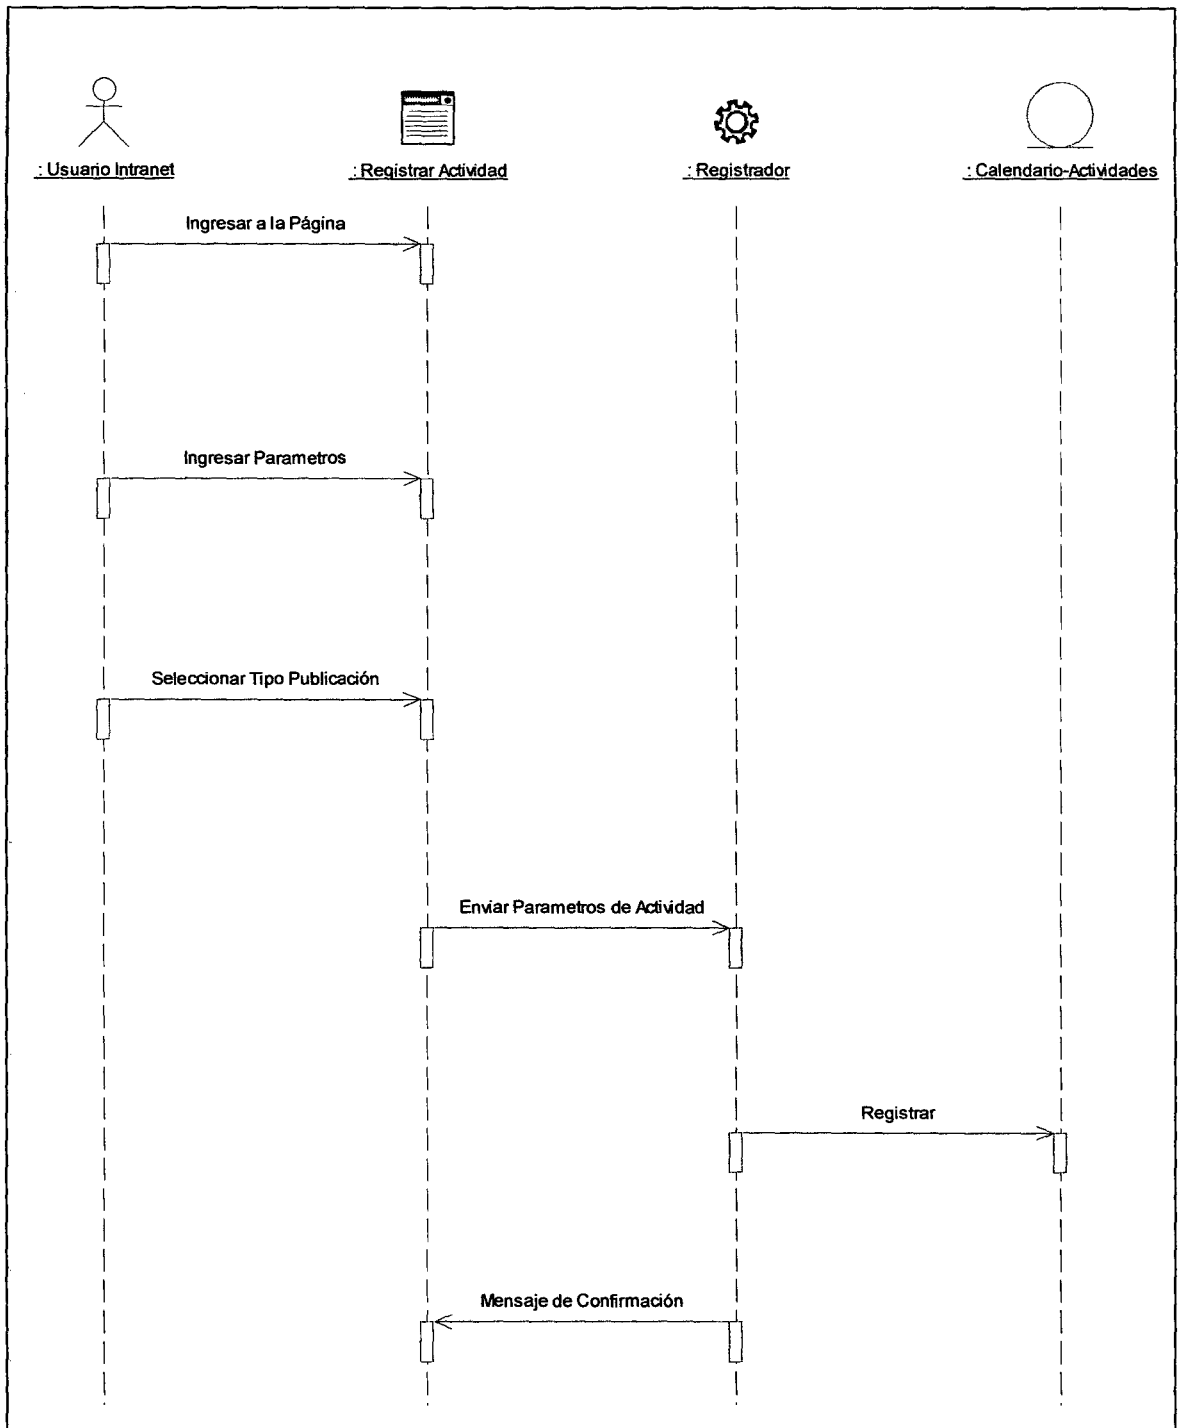 : Usuario Intranet
: Registrar Actividad
: Registrador
: Calendario-Actividades
Ingresar a la Página
Ingresar Parametros
Seleccionar Tipo Publicación
Enviar Parametros de Actividad
Registrar
Mensaje de Confirmación